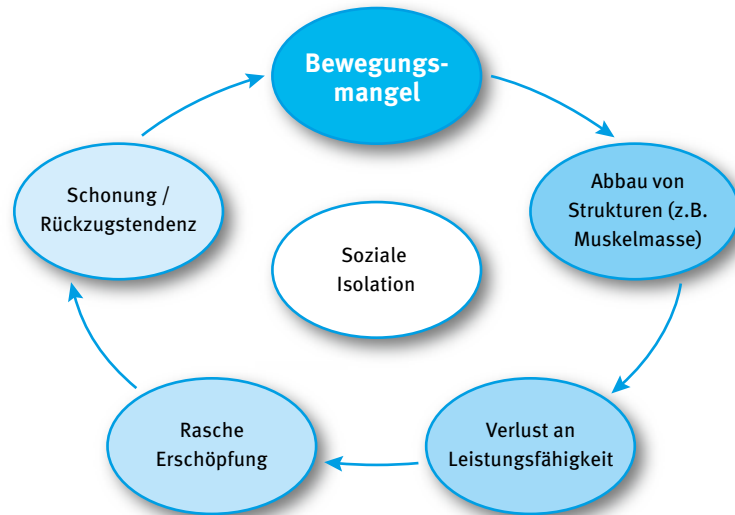 Bewegungs-
mangel
Abbau von
Strukturen (z.B.
Muskelmasse)
Verlust an
Leistungsfähigkeit
Rasche
Erschöpfung
Schonung /
Rückzugstendenz
Soziale
Isolation